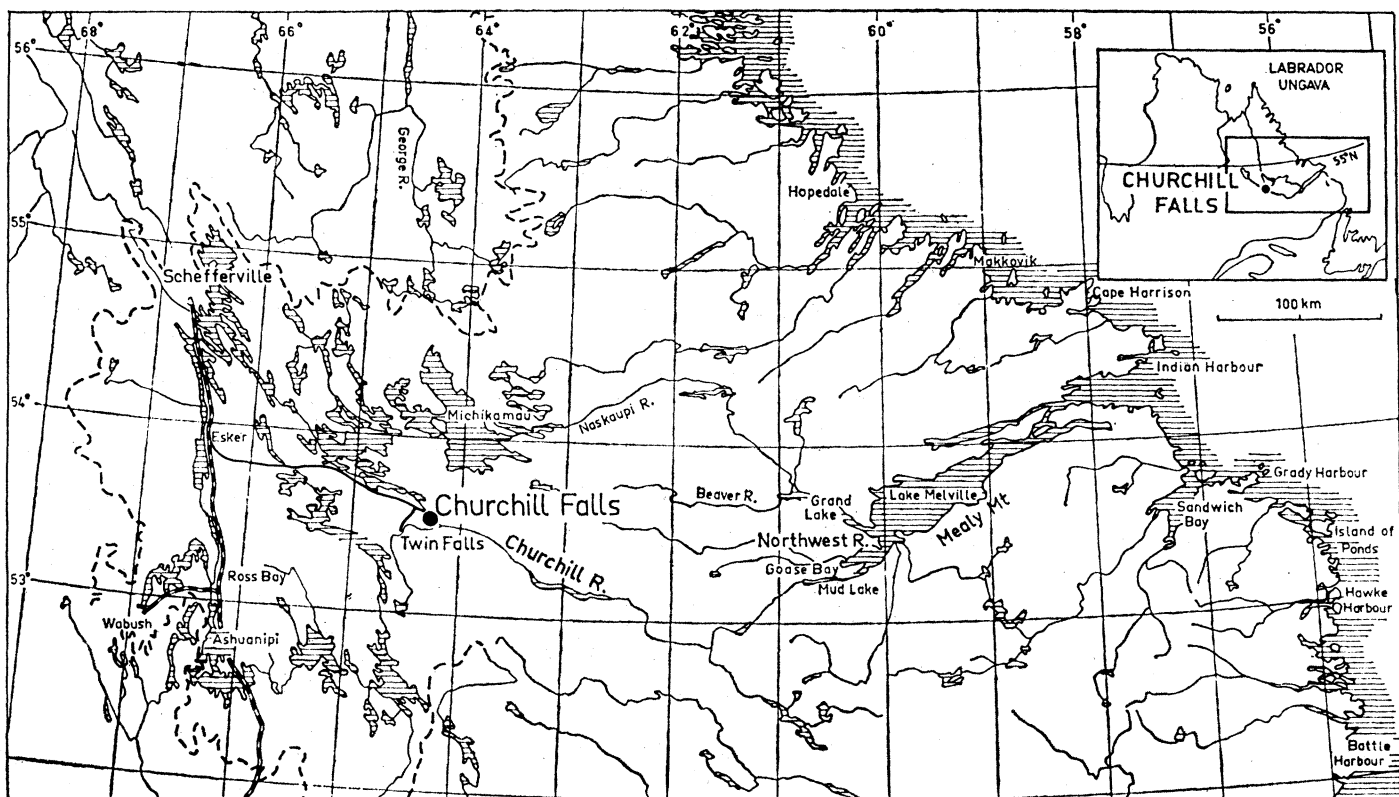 68°
66°
64°
62°
60°
58°
56°
56°
55°
54°
53°
LABRADOR
UNGAVA
55°N
CHURCHILL
FALLS
100 km
George R.
Hopedale
Makkovik
Cape Harrison
Schefferville
Indian Harbour
Michikamau
Naskaupi R.
Esker
Grady Harbour
Churchill Falls
Beaver R.
Grand
Lake
Lake Melville
Mealy Mt
Sandwich
Bay
Twin Falls
Churchill R.
Northwest R.
Island of
Ponds
Goase Bay
Mud Lake
Ross Bay
Hawke
Harbour
Wabush
Ashuanipi
Battle
Harbour